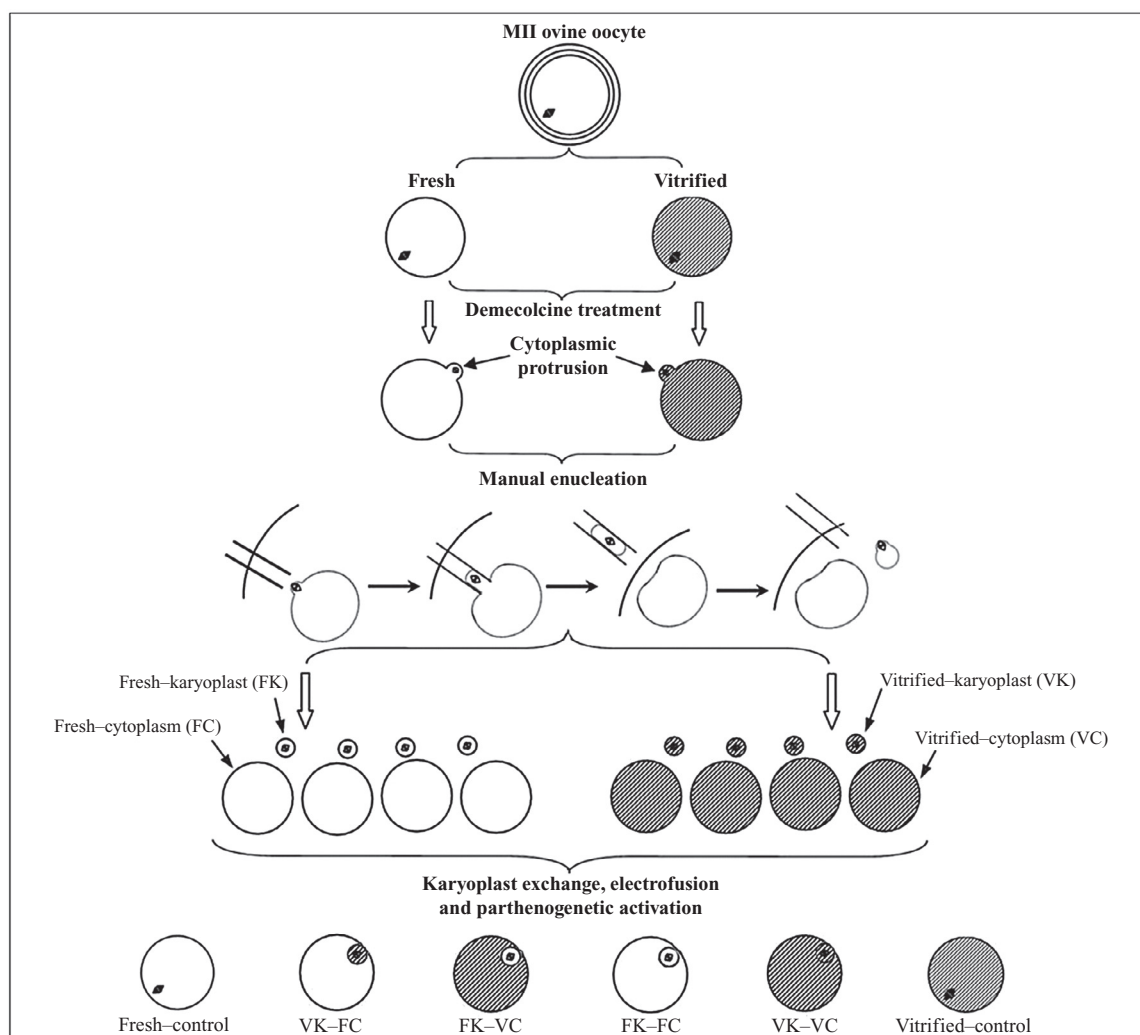 MII ovine oocyte
Fresh
Vitrified
Demecolcine treatment
Cytoplasmic
protrusion
Manual enucleation
Fresh–karyoplast (FK)
Vitrified–karyoplast (VK)
Fresh–cytoplasm (FC)
Vitrified–cytoplasm (VC)
Karyoplast exchange, electrofusion
and parthenogenetic activation
Fresh–control
VK–FC
FK–VC
FK–FC
VK–VC
Vitrified–control